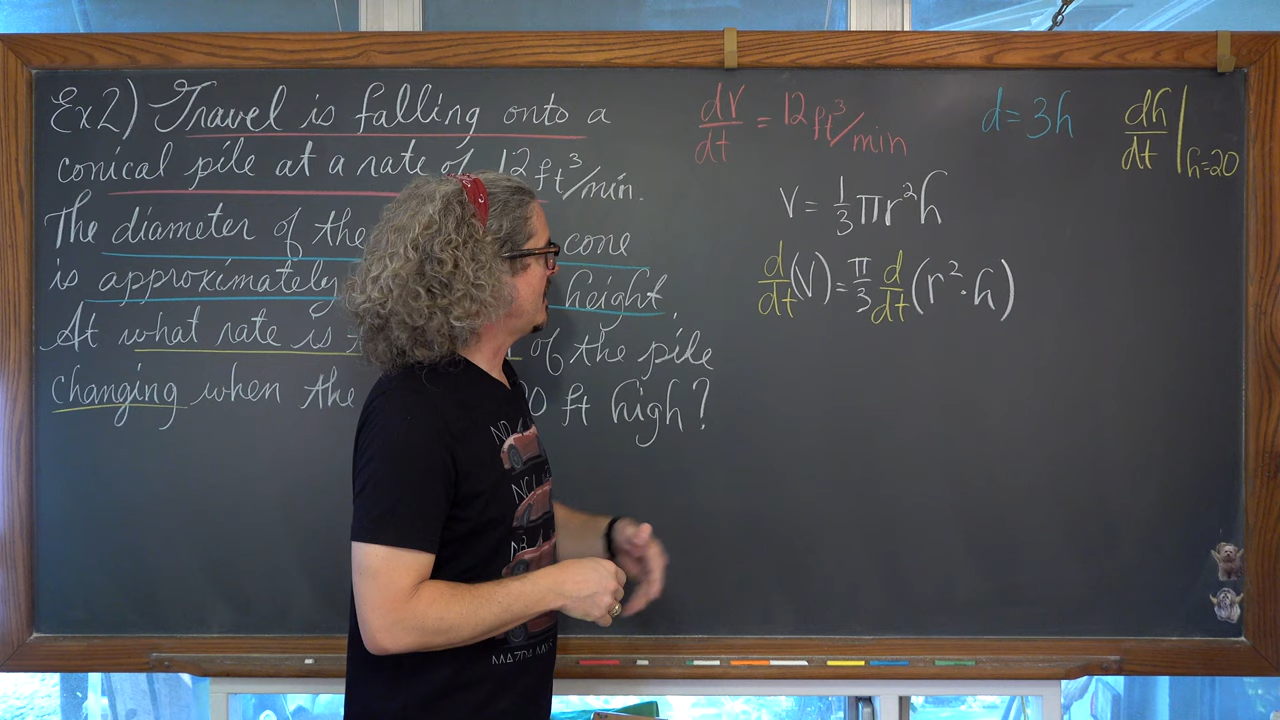 Ex2) Travel is falling onto a
conical pile at a rate of 12 ft³/min.
The diameter of the cone
is approximately height.
At what rate is of the pile
changing when the 0 ft high?
dV/dt = 12 ft³/min
d = 3h
dh/dt |h=20
V = 1/3 πr²h
d/dt (V) = π/3 d/dt (r² · h)